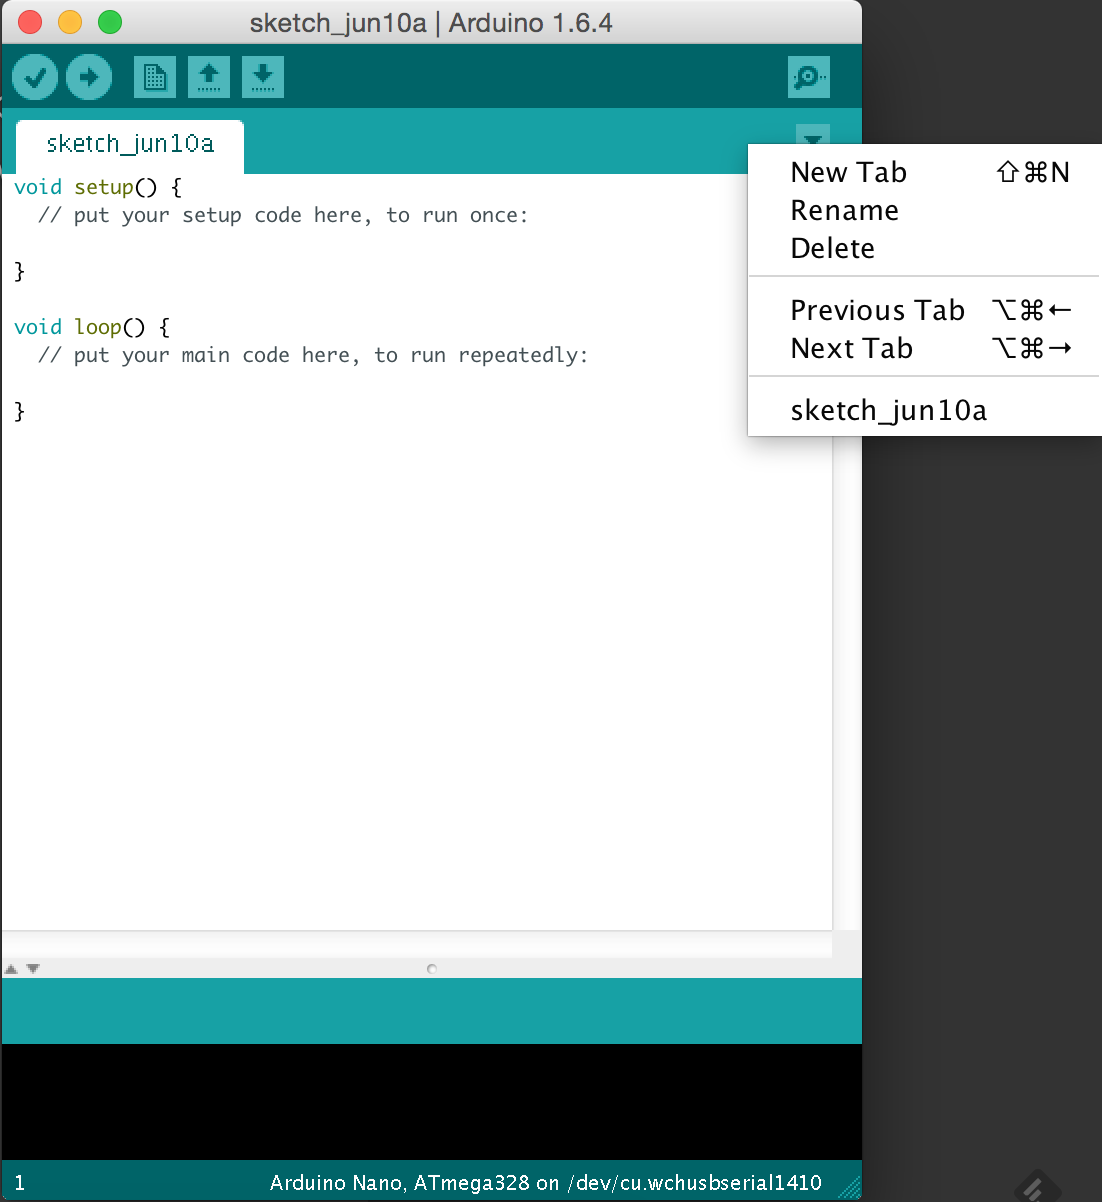 sketch_jun10a | Arduino 1.6.4
sketch_jun10a
void setup() {
  // put your setup code here, to run once:
}
void loop() {
  // put your main code here, to run repeatedly:
}
New Tab ⇧⌘N
Rename
Delete
Previous Tab ⌥⌘←
Next Tab ⌥⌘→
sketch_jun10a
1 Arduino Nano, ATmega328 on /dev/cu.wchusbserial1410